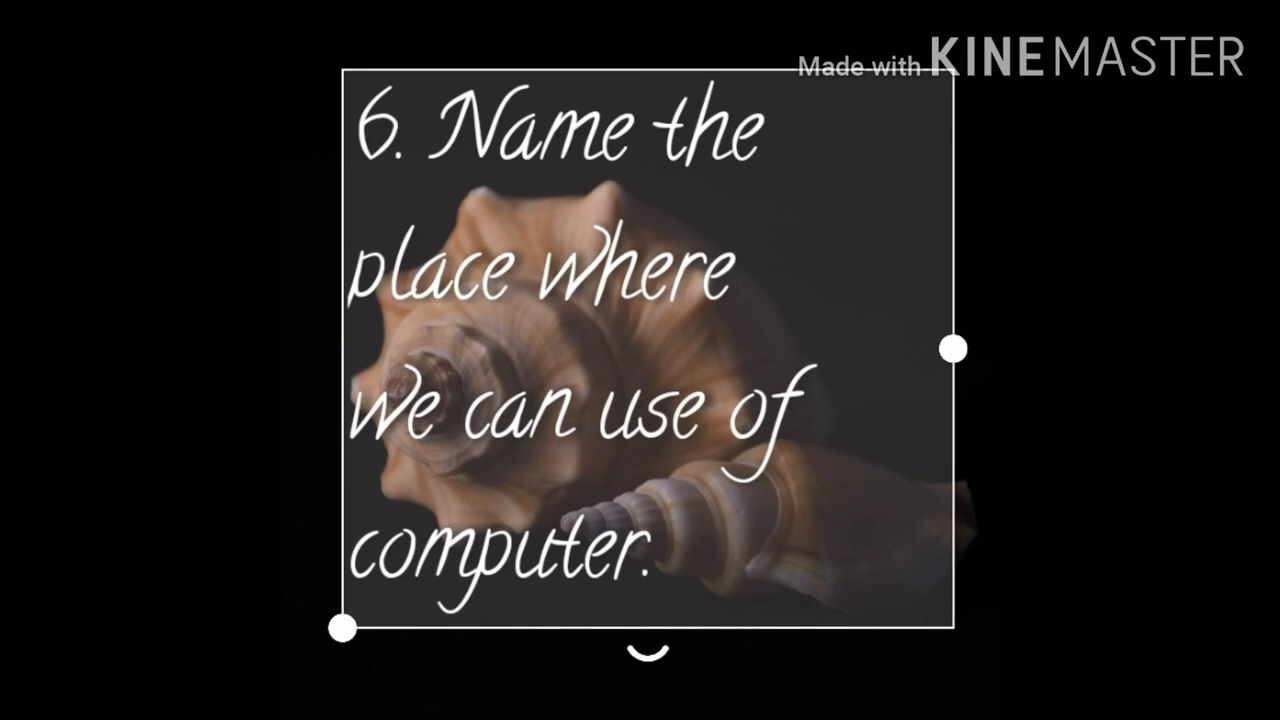 Made with KINEMASTER
6. Name the
place where
we can use of
computer.